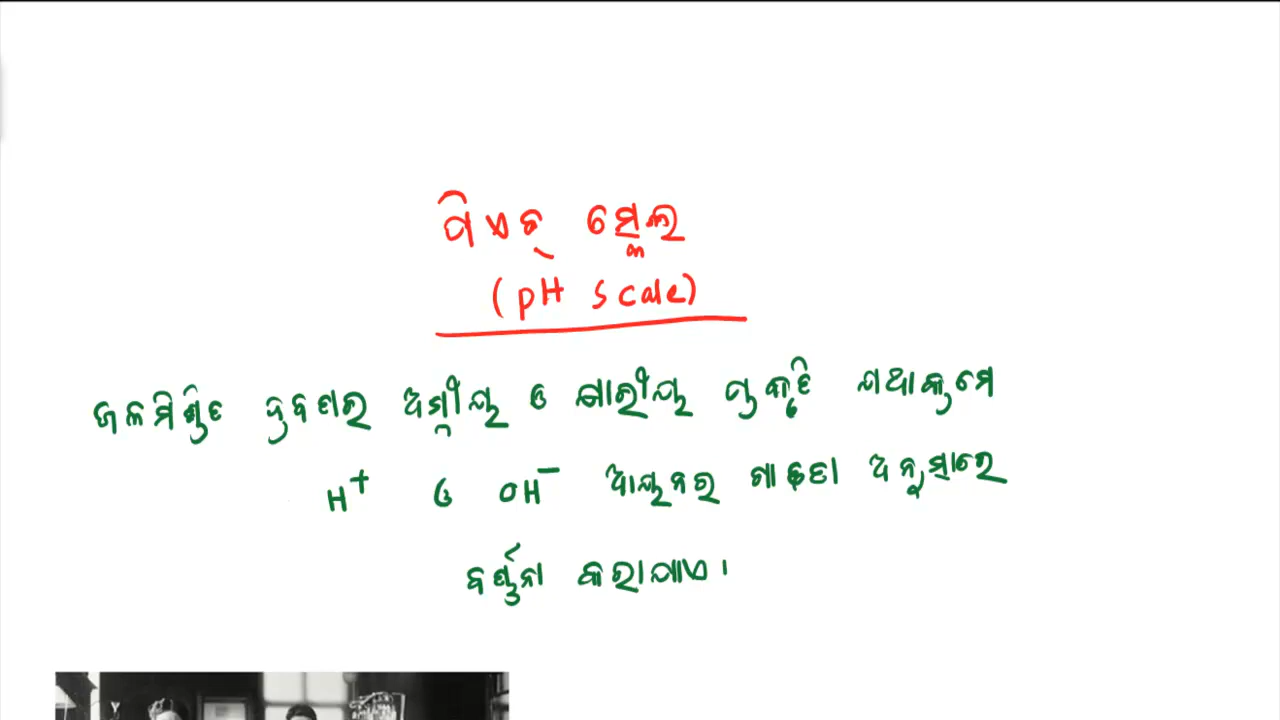 ପିଏଚ୍ ସ୍କେଲ
(pH scale)
ଜଳମିଶ୍ରିତ ଦ୍ରବଣର ଅମ୍ଳୀୟ ଓ କ୍ଷାରୀୟ ପ୍ରକୃତି ଯଥାକ୍ରମେ
H⁺ ଓ OH⁻ ଆୟନର ଗାଢ଼ତା ଅନୁସାରେ
ବର୍ଣ୍ଣନା କରାଯାଏ ।